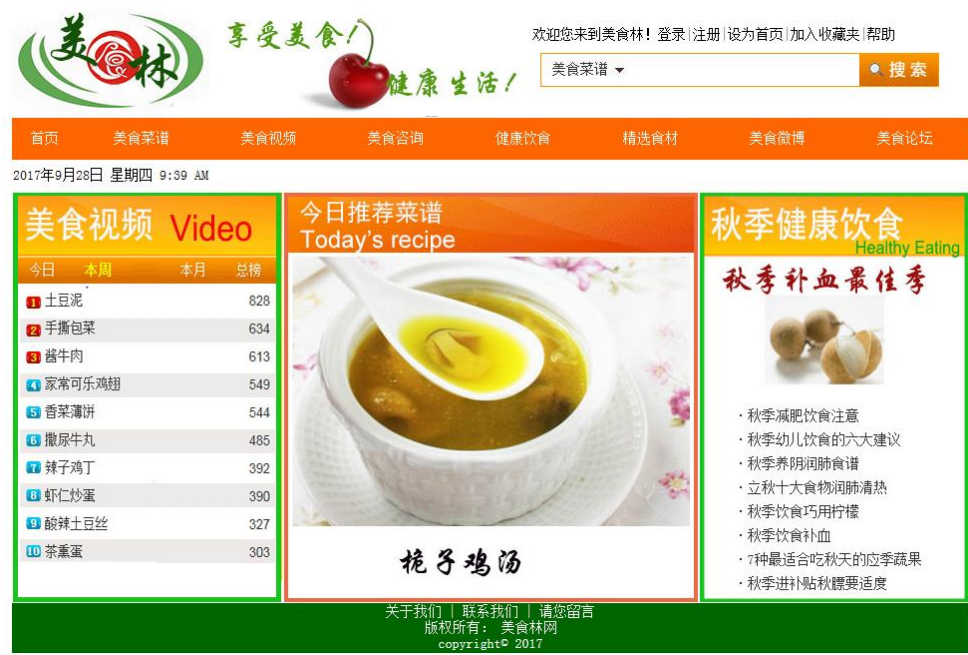 美食林
享受美食！
健康生活！
欢迎您来到美食林！登录|注册|设为首页|加入收藏夹|帮助
美食菜谱 搜索
首页 美食菜谱 美食视频 美食咨询 健康饮食 精选食材 美食微博 美食论坛
2017年9月28日 星期四 9:39 AM
美食视频 Video
今日 本周 本月 总榜
1 土豆泥 828
2 手撕包菜 634
3 酱牛肉 613
4 家常可乐鸡翅 549
5 香菜薄饼 544
6 撒尿牛丸 485
7 辣子鸡丁 392
8 虾仁炒蛋 390
9 酸辣土豆丝 327
10 茶熏蛋 303
今日推荐菜谱
Today's recipe
桅子鸡汤
秋季健康饮食
Healthy Eating
秋季补血最佳季
·秋季减肥饮食注意
·秋季幼儿饮食的六大建议
·秋季养阴润肺食谱
·立秋十大食物润肺清热
·秋季饮食巧用柠檬
·秋季饮食补血
·7种最适合吃秋天的应季蔬果
·秋季进补贴秋膘要适度
关于我们 | 联系我们 | 请您留言
版权所有： 美食林网
copyright© 2017